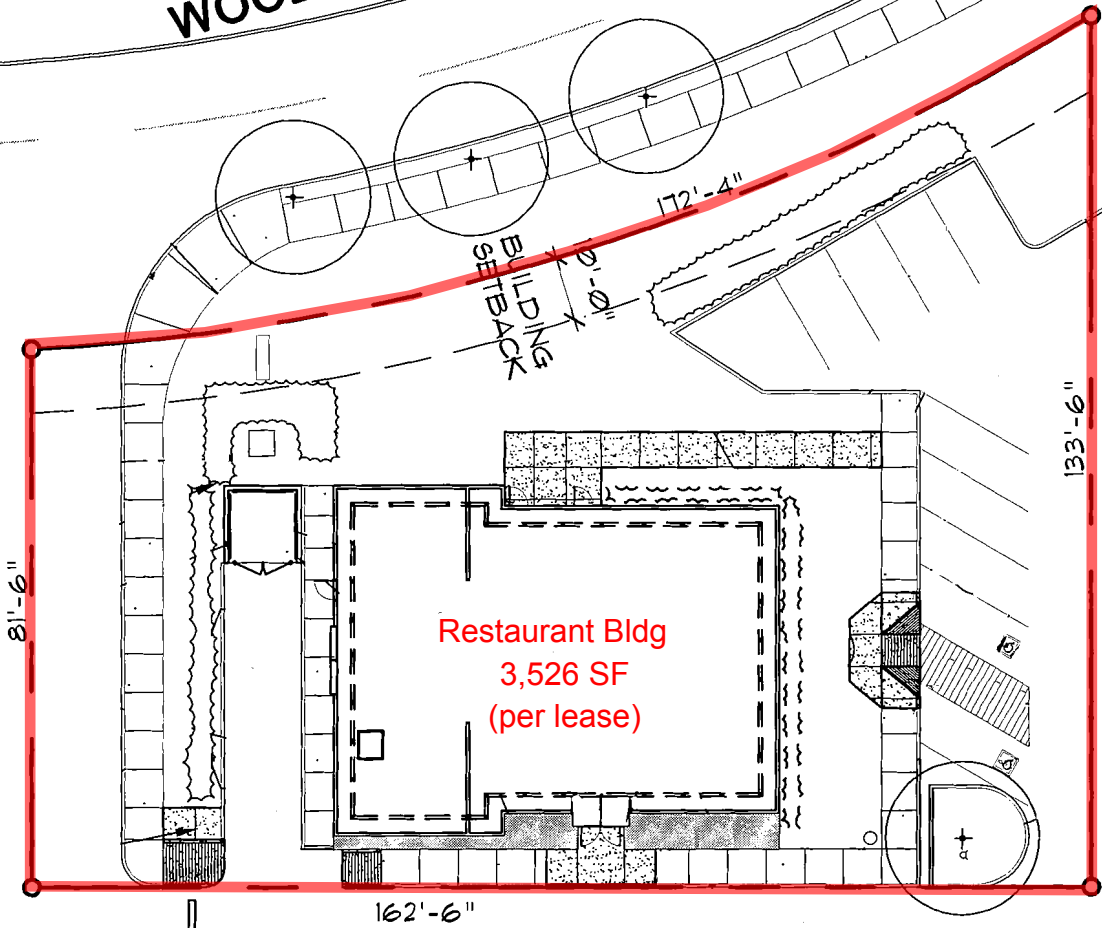 WOOD
172'-4"
10'-0"
BUILDING
SETBACK
133'-6"
81'-6"
Restaurant Bldg
3,526 SF
(per lease)
162'-6"